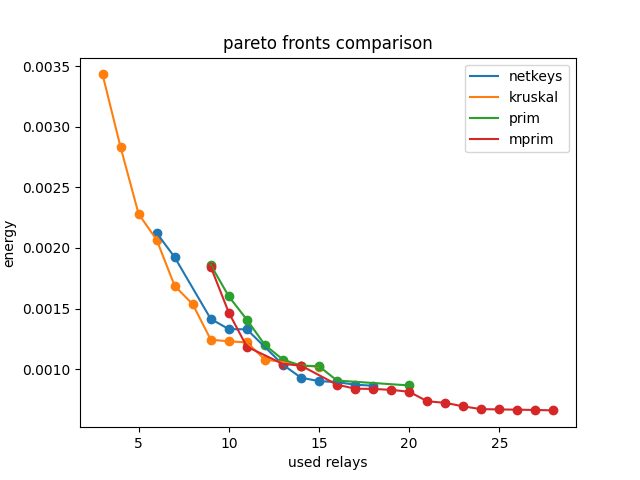 pareto fronts comparison
netkeys
kruskal
prim
mprim
energy
0.0035
0.0030
0.0025
0.0020
0.0015
0.0010
5 10 15 20 25
used relays